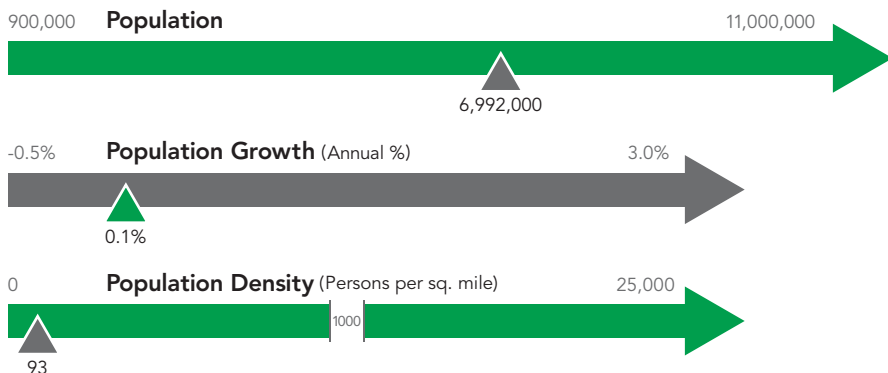 900,000 Population 11,000,000
6,992,000
-0.5% Population Growth (Annual %) 3.0%
0.1%
0 Population Density (Persons per sq. mile) 25,000
1000
93